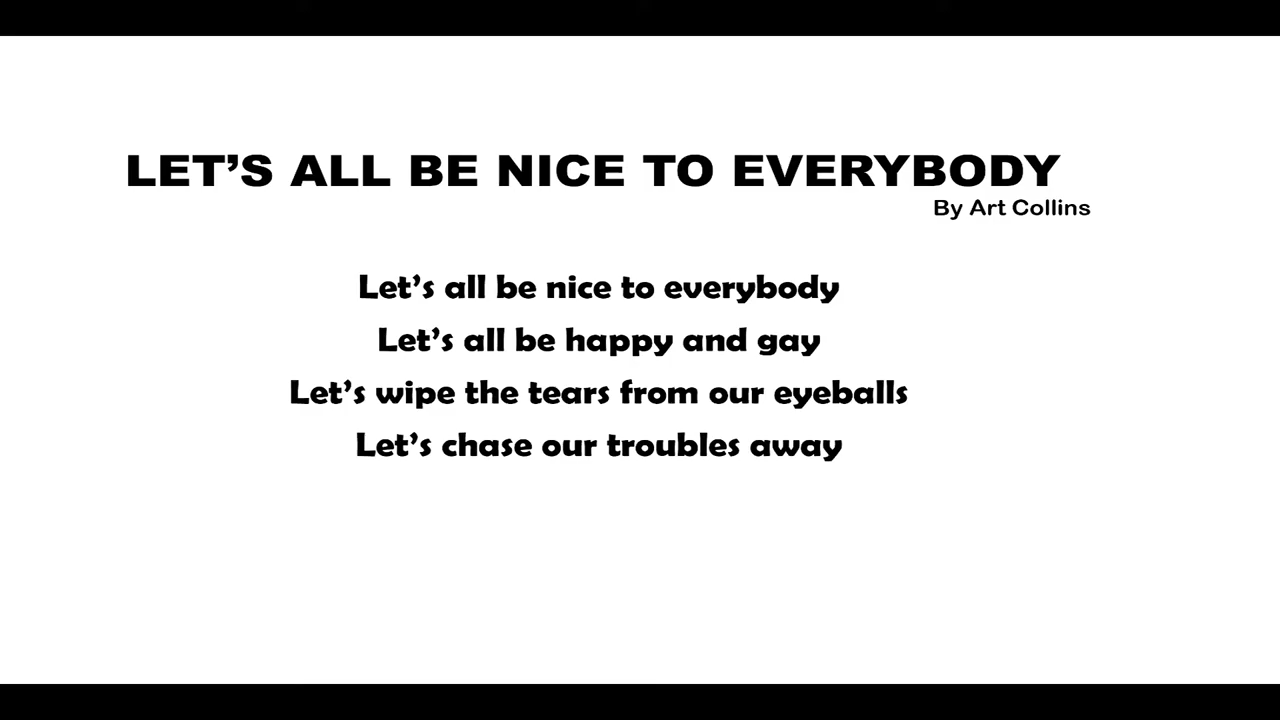 LET’S ALL BE NICE TO EVERYBODY
By Art Collins
Let’s all be nice to everybody
Let’s all be happy and gay
Let’s wipe the tears from our eyeballs
Let’s chase our troubles away